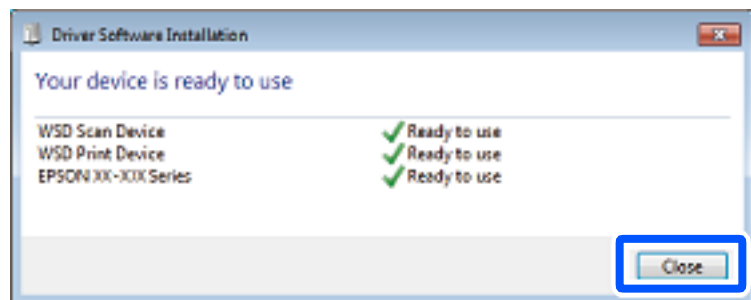 Driver Software Installation
Your device is ready to use
WSD Scan Device Ready to use
WSD Print Device Ready to use
EPSON XX-XXX Series Ready to use
Close